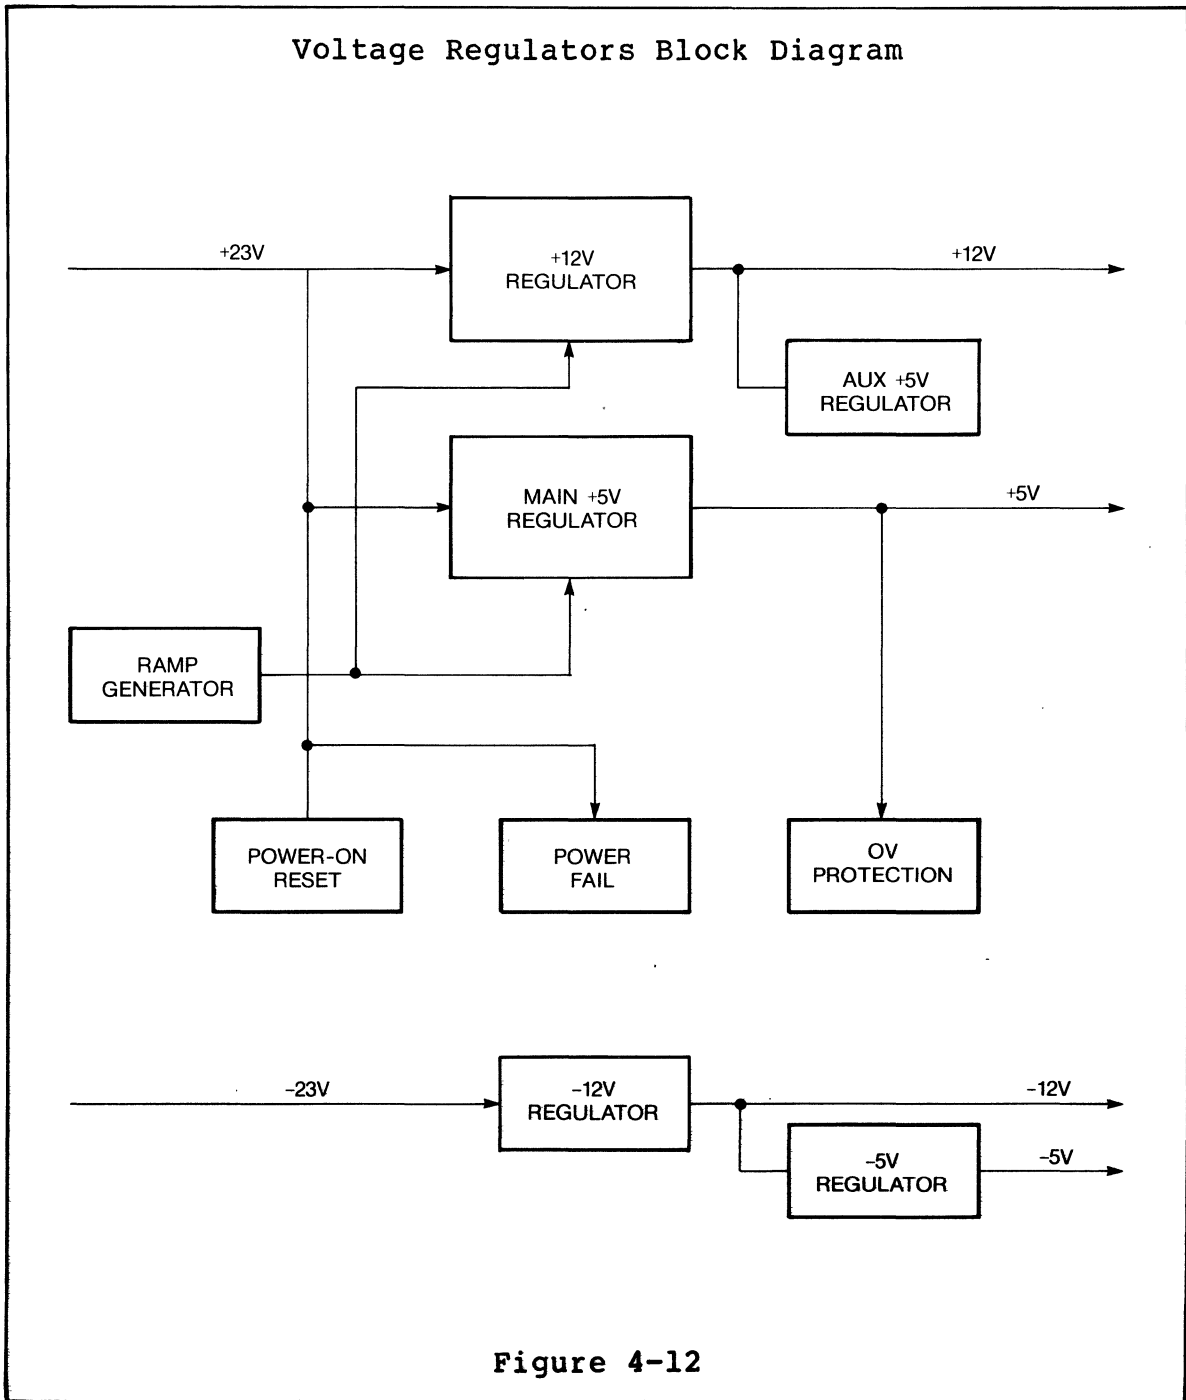 Voltage Regulators Block Diagram
+23V
+12V
REGULATOR
+12V
AUX +5V
REGULATOR
MAIN +5V
REGULATOR
+5V
RAMP
GENERATOR
POWER-ON
RESET
POWER
FAIL
OV
PROTECTION
-23V
-12V
REGULATOR
-12V
-5V
REGULATOR
-5V
Figure 4-12